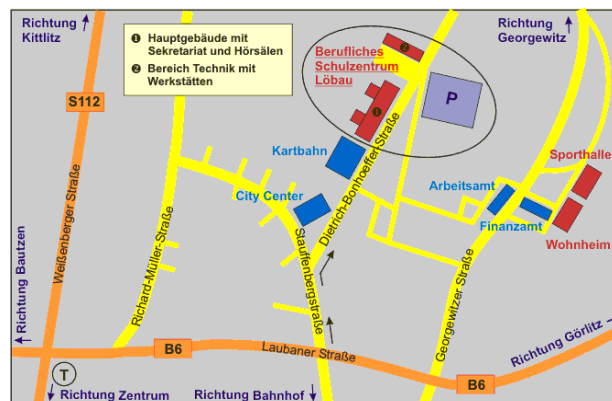 Richtung
Kittlitz
❶ Hauptgebäude mit
Sekretariat und Hörsälen
❷ Bereich Technik mit
Werkstätten
Berufliches
Schulzentrum
Löbau
❷
Richtung
Georgewitz
S112
P
❶
Kartbahn
City Center
Arbeitsamt
Sporthalle
Finanzamt
Wohnheim
Weißenberger Straße
Richard-Müller-Straße
Stauffenbergstraße
Dietrich-Bonhoeffer-Straße
Georgewitzer Straße
Richtung Bautzen
B6
Laubaner Straße
B6
Richtung Görlitz
T
Richtung Zentrum
Richtung Bahnhof